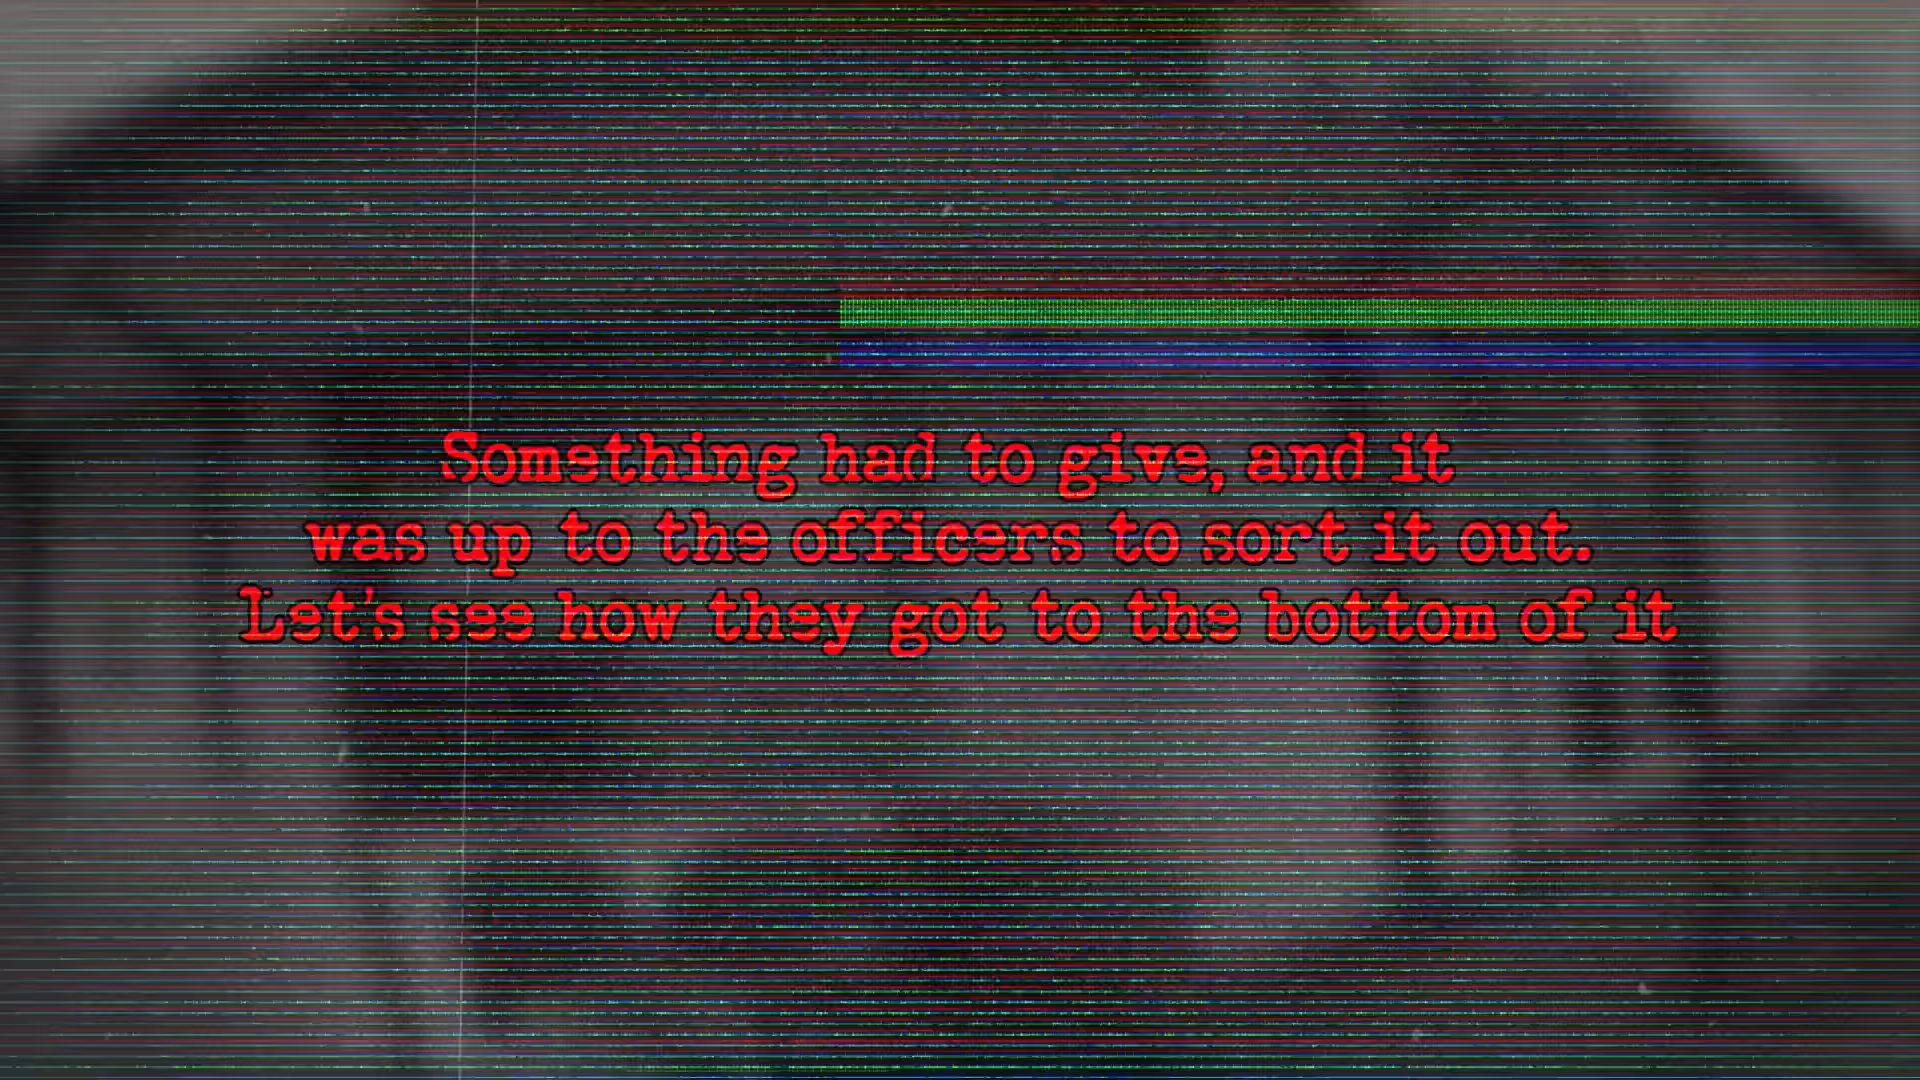 Something had to give, and it
was up to the officers to sort it out.
Let's see how they got to the bottom of it